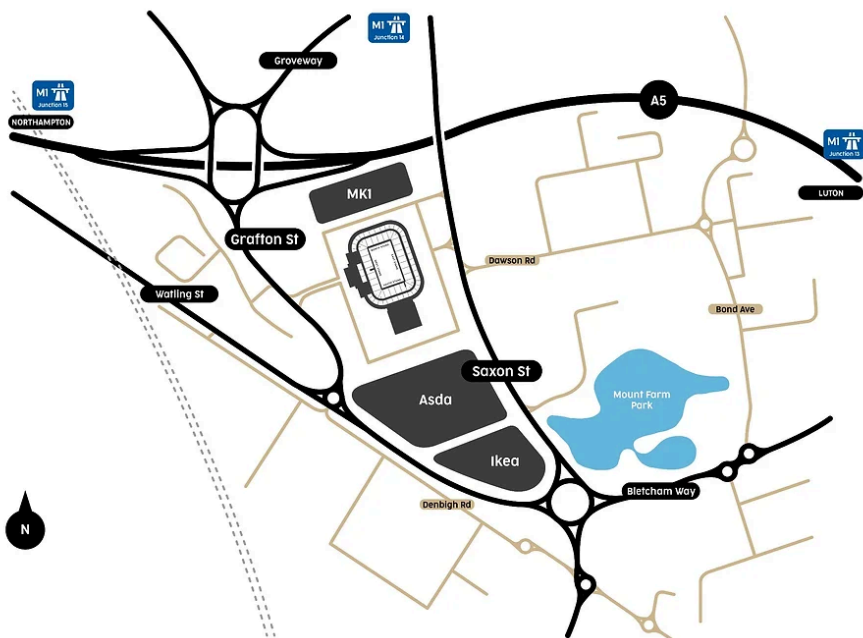 M1
Junction 14
Groveway
M1
Junction 15
NORTHAMPTON
A5
M1
Junction 13
LUTON
MK1
Grafton St
Dawson Rd
Watling St
Bond Ave
Saxon St
Asda
Mount Farm
Park
Ikea
Bletcham Way
Denbigh Rd
N